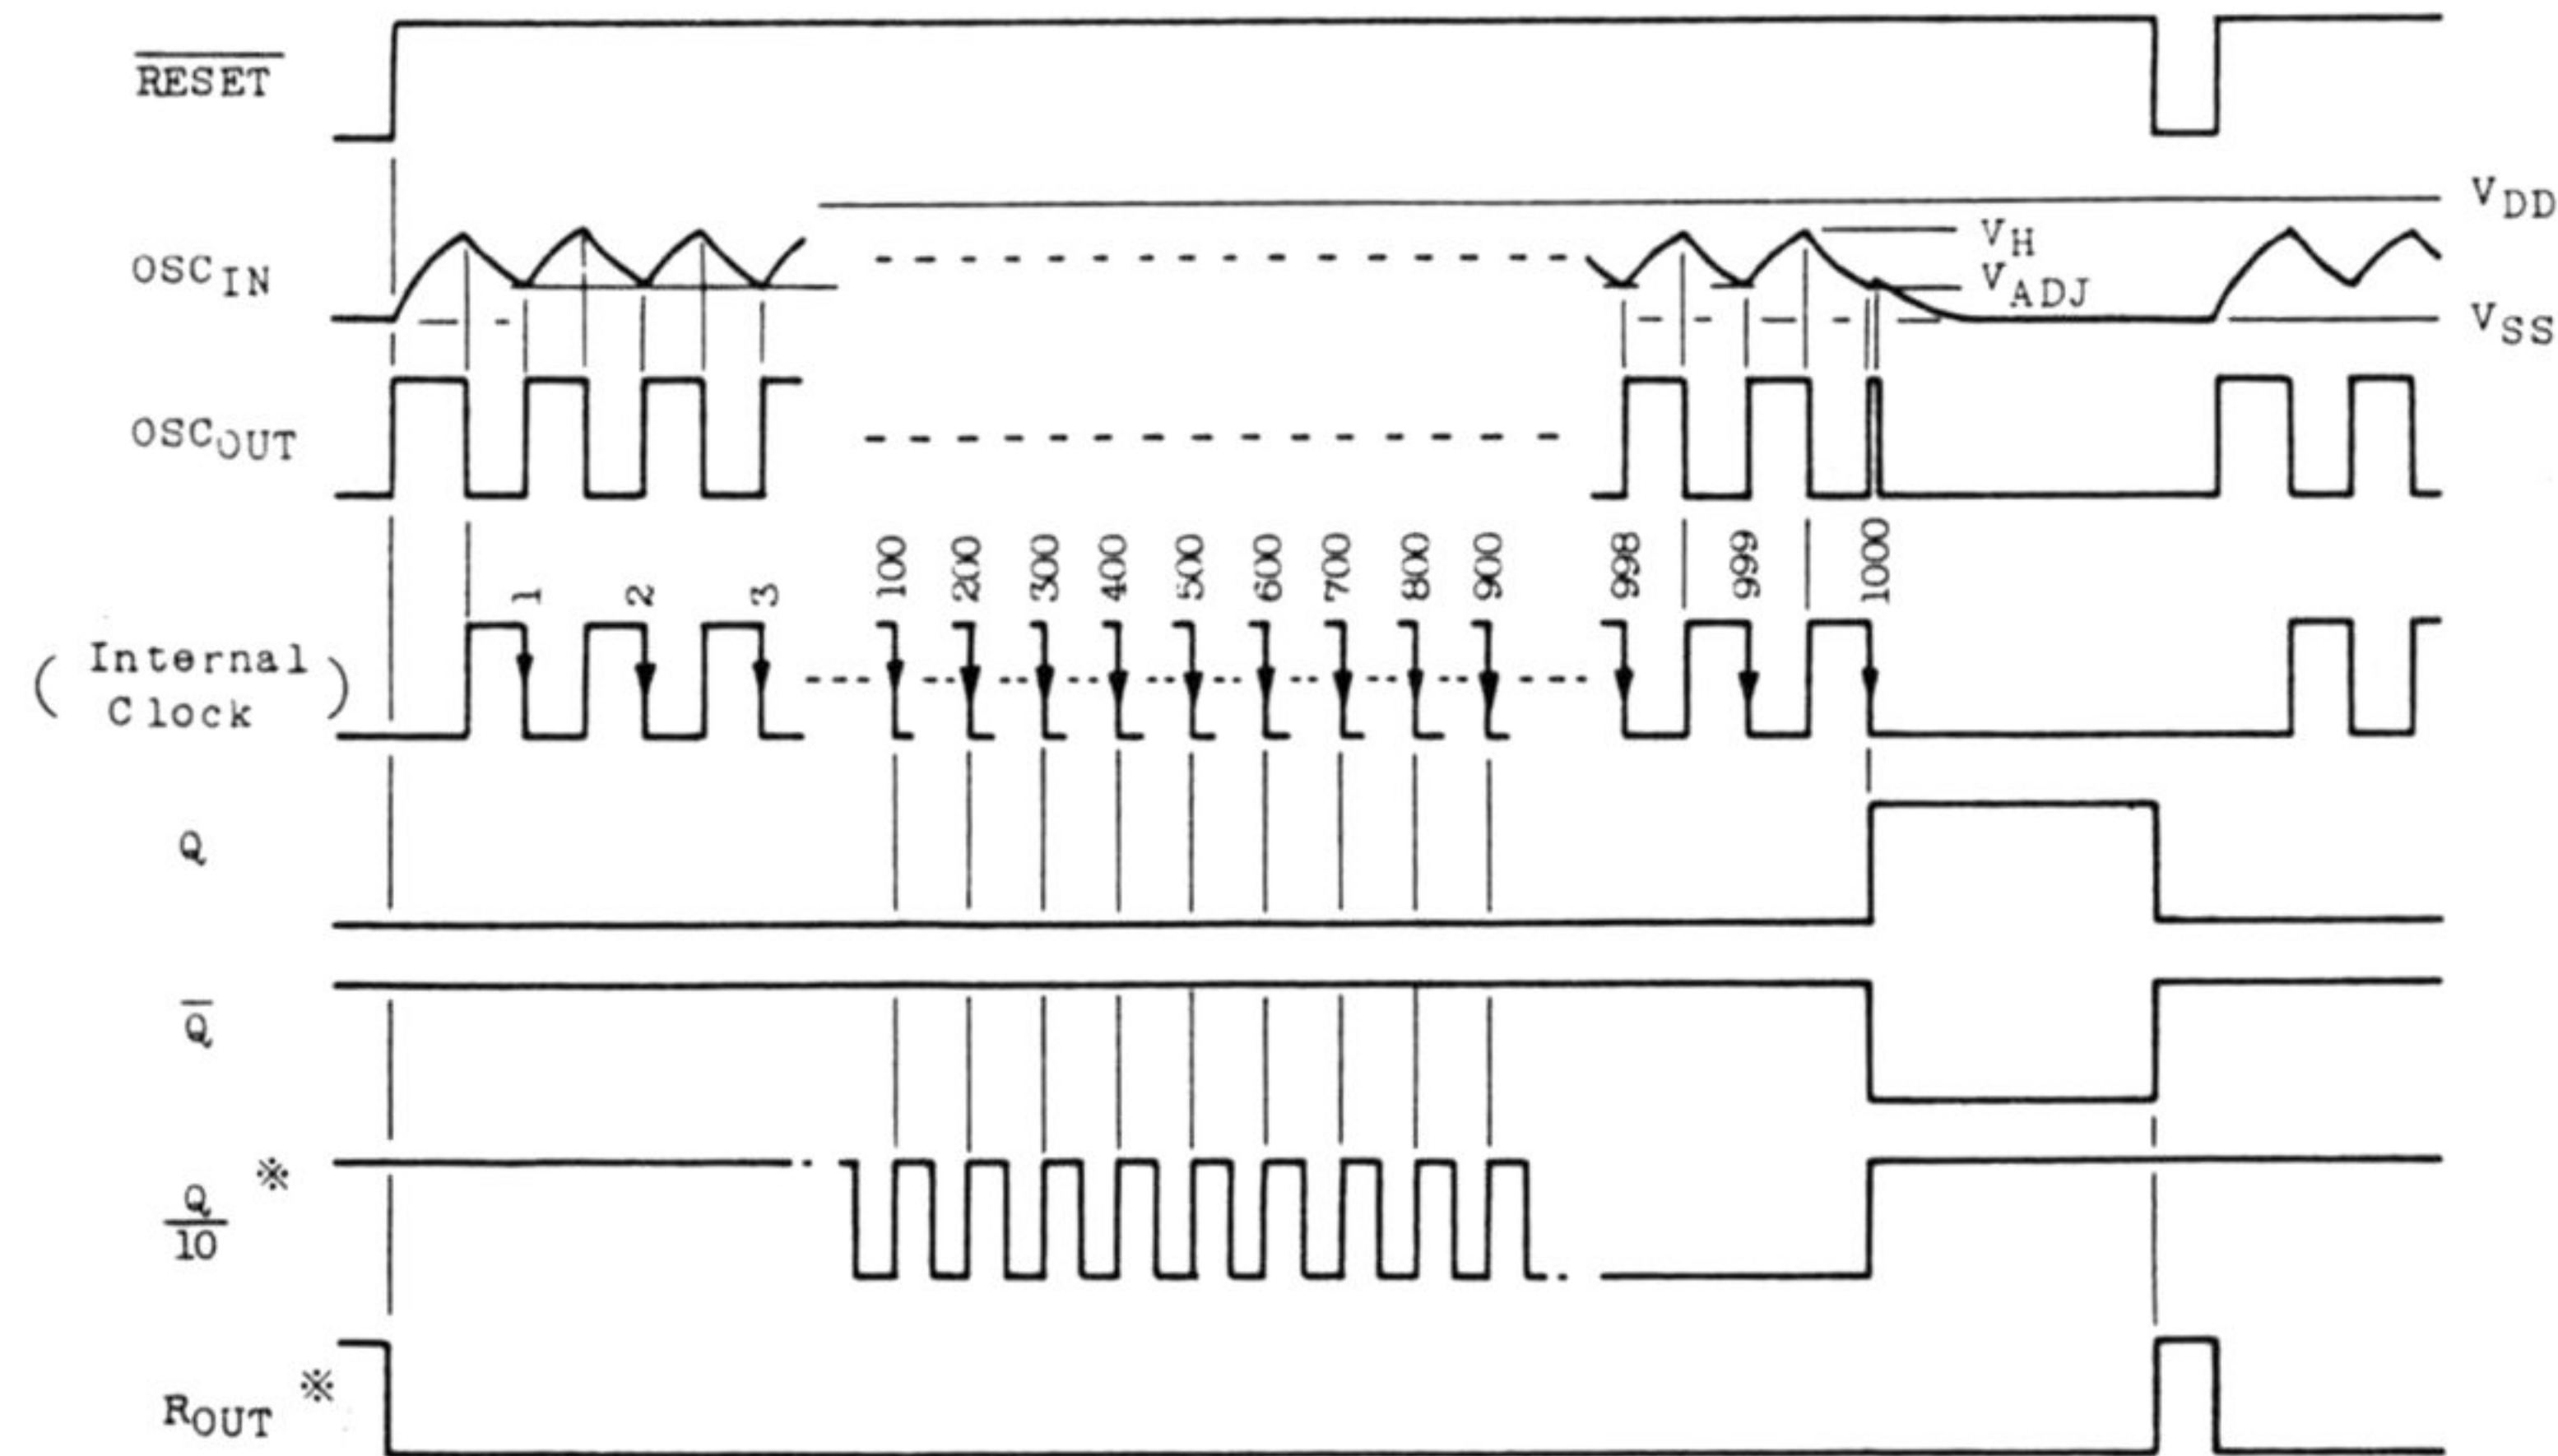 RESET
VDD
OSCIN
VH
VADJ
VSS
OSCOUT
100 200 300 400 500 600 700 800 900 998 999 1000
1 2 3
( Internal
Clock )
Q
Q
Q ※
10
ROUT ※